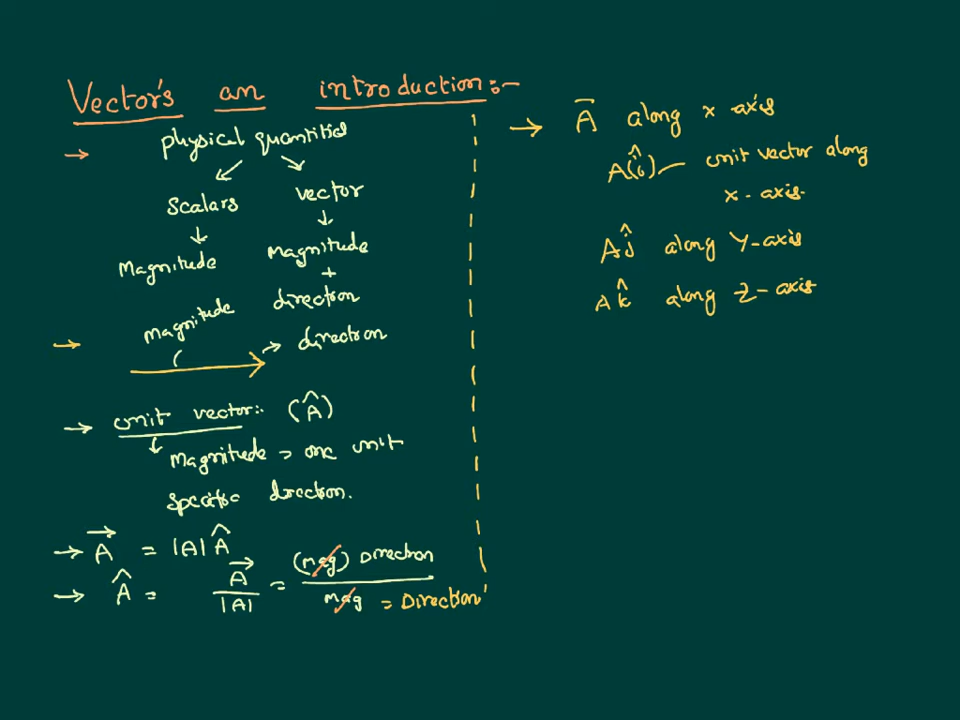 Vector's an introduction:-
→ physical quantities
Scalars vector
↓ ↓
Magnitude Magnitude
+
direction
Magnitude
→ → direction
→ unit vector:. (Â)
↓ Magnitude = one unit
specific direction.
→ A⃗ = |A| Â
→ Â = A⃗ / |A| = (mag) Direction / mag = Direction'
→ A̅ along x axis
A(î) unit vector along
x-axis.
Aĵ along Y-axis
Ak̂ along Z-axis